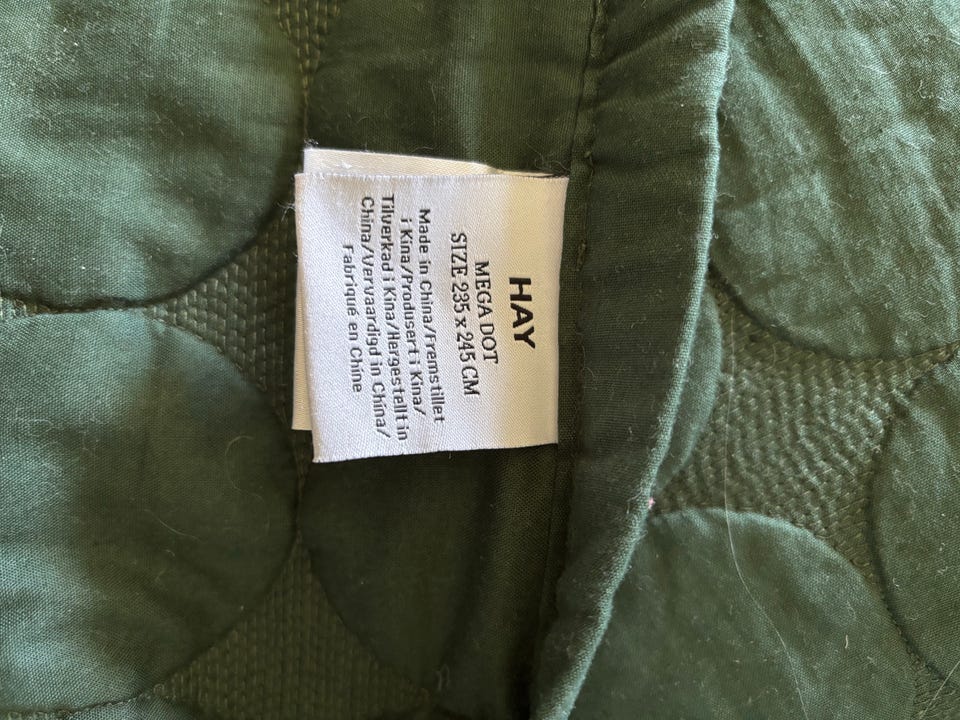 HAY
MEGA DOT
SIZE 235 x 245 CM
Made in China/Fremstillet
i Kina/Produsert i Kina/
Tilverkad i Kina/Hergestellt in
China/Vervaardigd in China/
Fabriqué en Chine